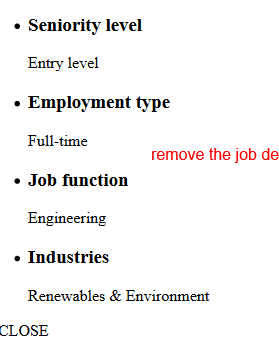 Seniority level
Entry level
Employment type
Full-time
remove the job de
Job function
Engineering
Industries
Renewables & Environment
CLOSE